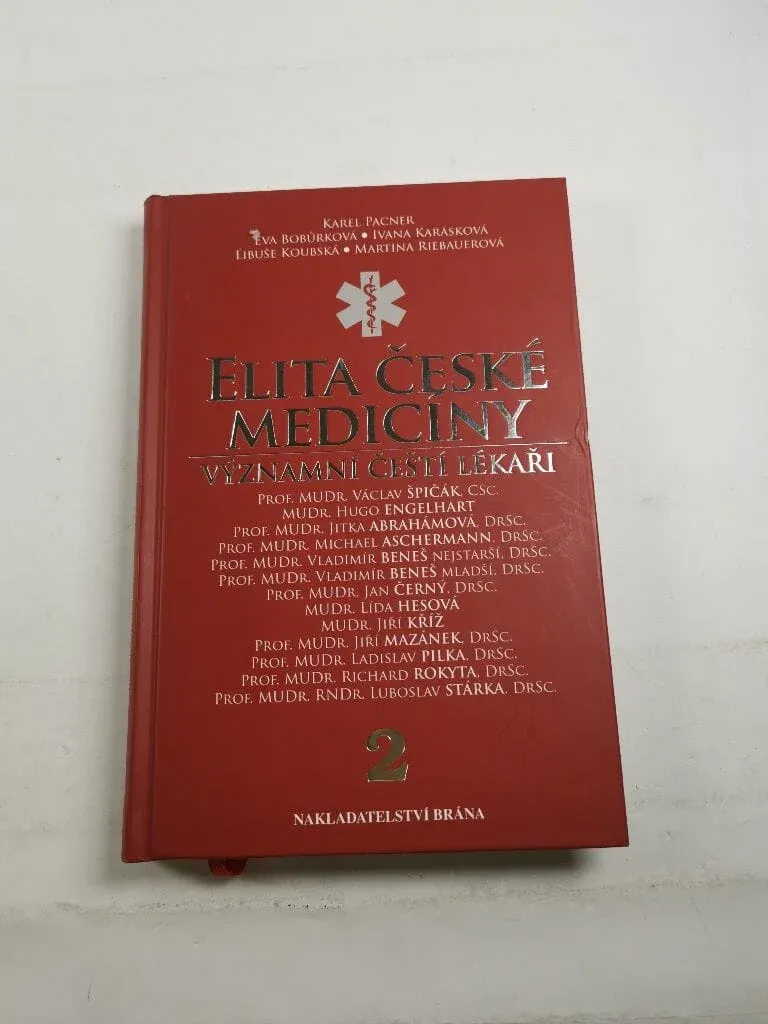 KAREL PACNER
EVA BOBŮRKOVÁ • IVANA KARÁSKOVÁ
LIBUŠE KOUBSKÁ • MARTINA RIEBAUEROVÁ
ELITA ČESKÉ
MEDICÍNY
VÝZNAMNÍ ČEŠTÍ LÉKAŘI
PROF. MUDR. VÁCLAV ŠPIČÁK, CSC.
MUDR. HUGO ENGELHART
PROF. MUDR. JITKA ABRAHÁMOVÁ, DRSC.
PROF. MUDR. MICHAEL ASCHERMANN, DRSC.
PROF. MUDR. VLADIMÍR BENEŠ NEJSTARŠÍ, DRSC.
PROF. MUDR. VLADIMÍR BENEŠ MLADŠÍ, DRSC.
PROF. MUDR. JAN ČERNÝ, DRSC.
MUDR. LÍDA HESOVÁ
MUDR. JIŘÍ KŘÍŽ
PROF. MUDR. JIŘÍ MAZÁNEK, DRSC.
PROF. MUDR. LADISLAV PILKA, DRSC.
PROF. MUDR. RICHARD ROKYTA, DRSC.
PROF. MUDR. RNDR. LUBOSLAV STÁRKA, DRSC.
2
NAKLADATELSTVÍ BRÁNA